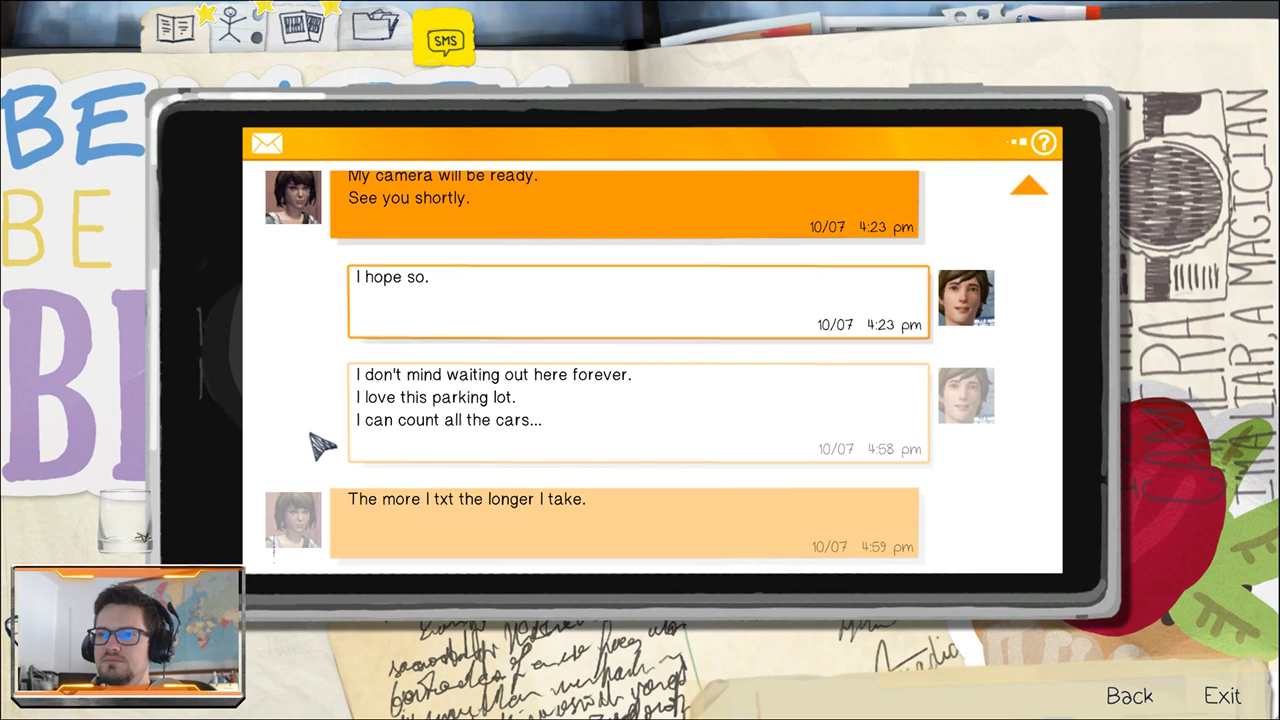 SMS
BE
BE
My camera will be ready.
See you shortly.
10/07 4:23 pm
I hope so.
10/07 4:23 pm
I don't mind waiting out here forever.
I love this parking lot.
I can count all the cars...
10/07 4:58 pm
The more I txt the longer I take.
10/07 4:59 pm
CAMERA
I'M A LIAR, A MAGICIAN
Back
Exit